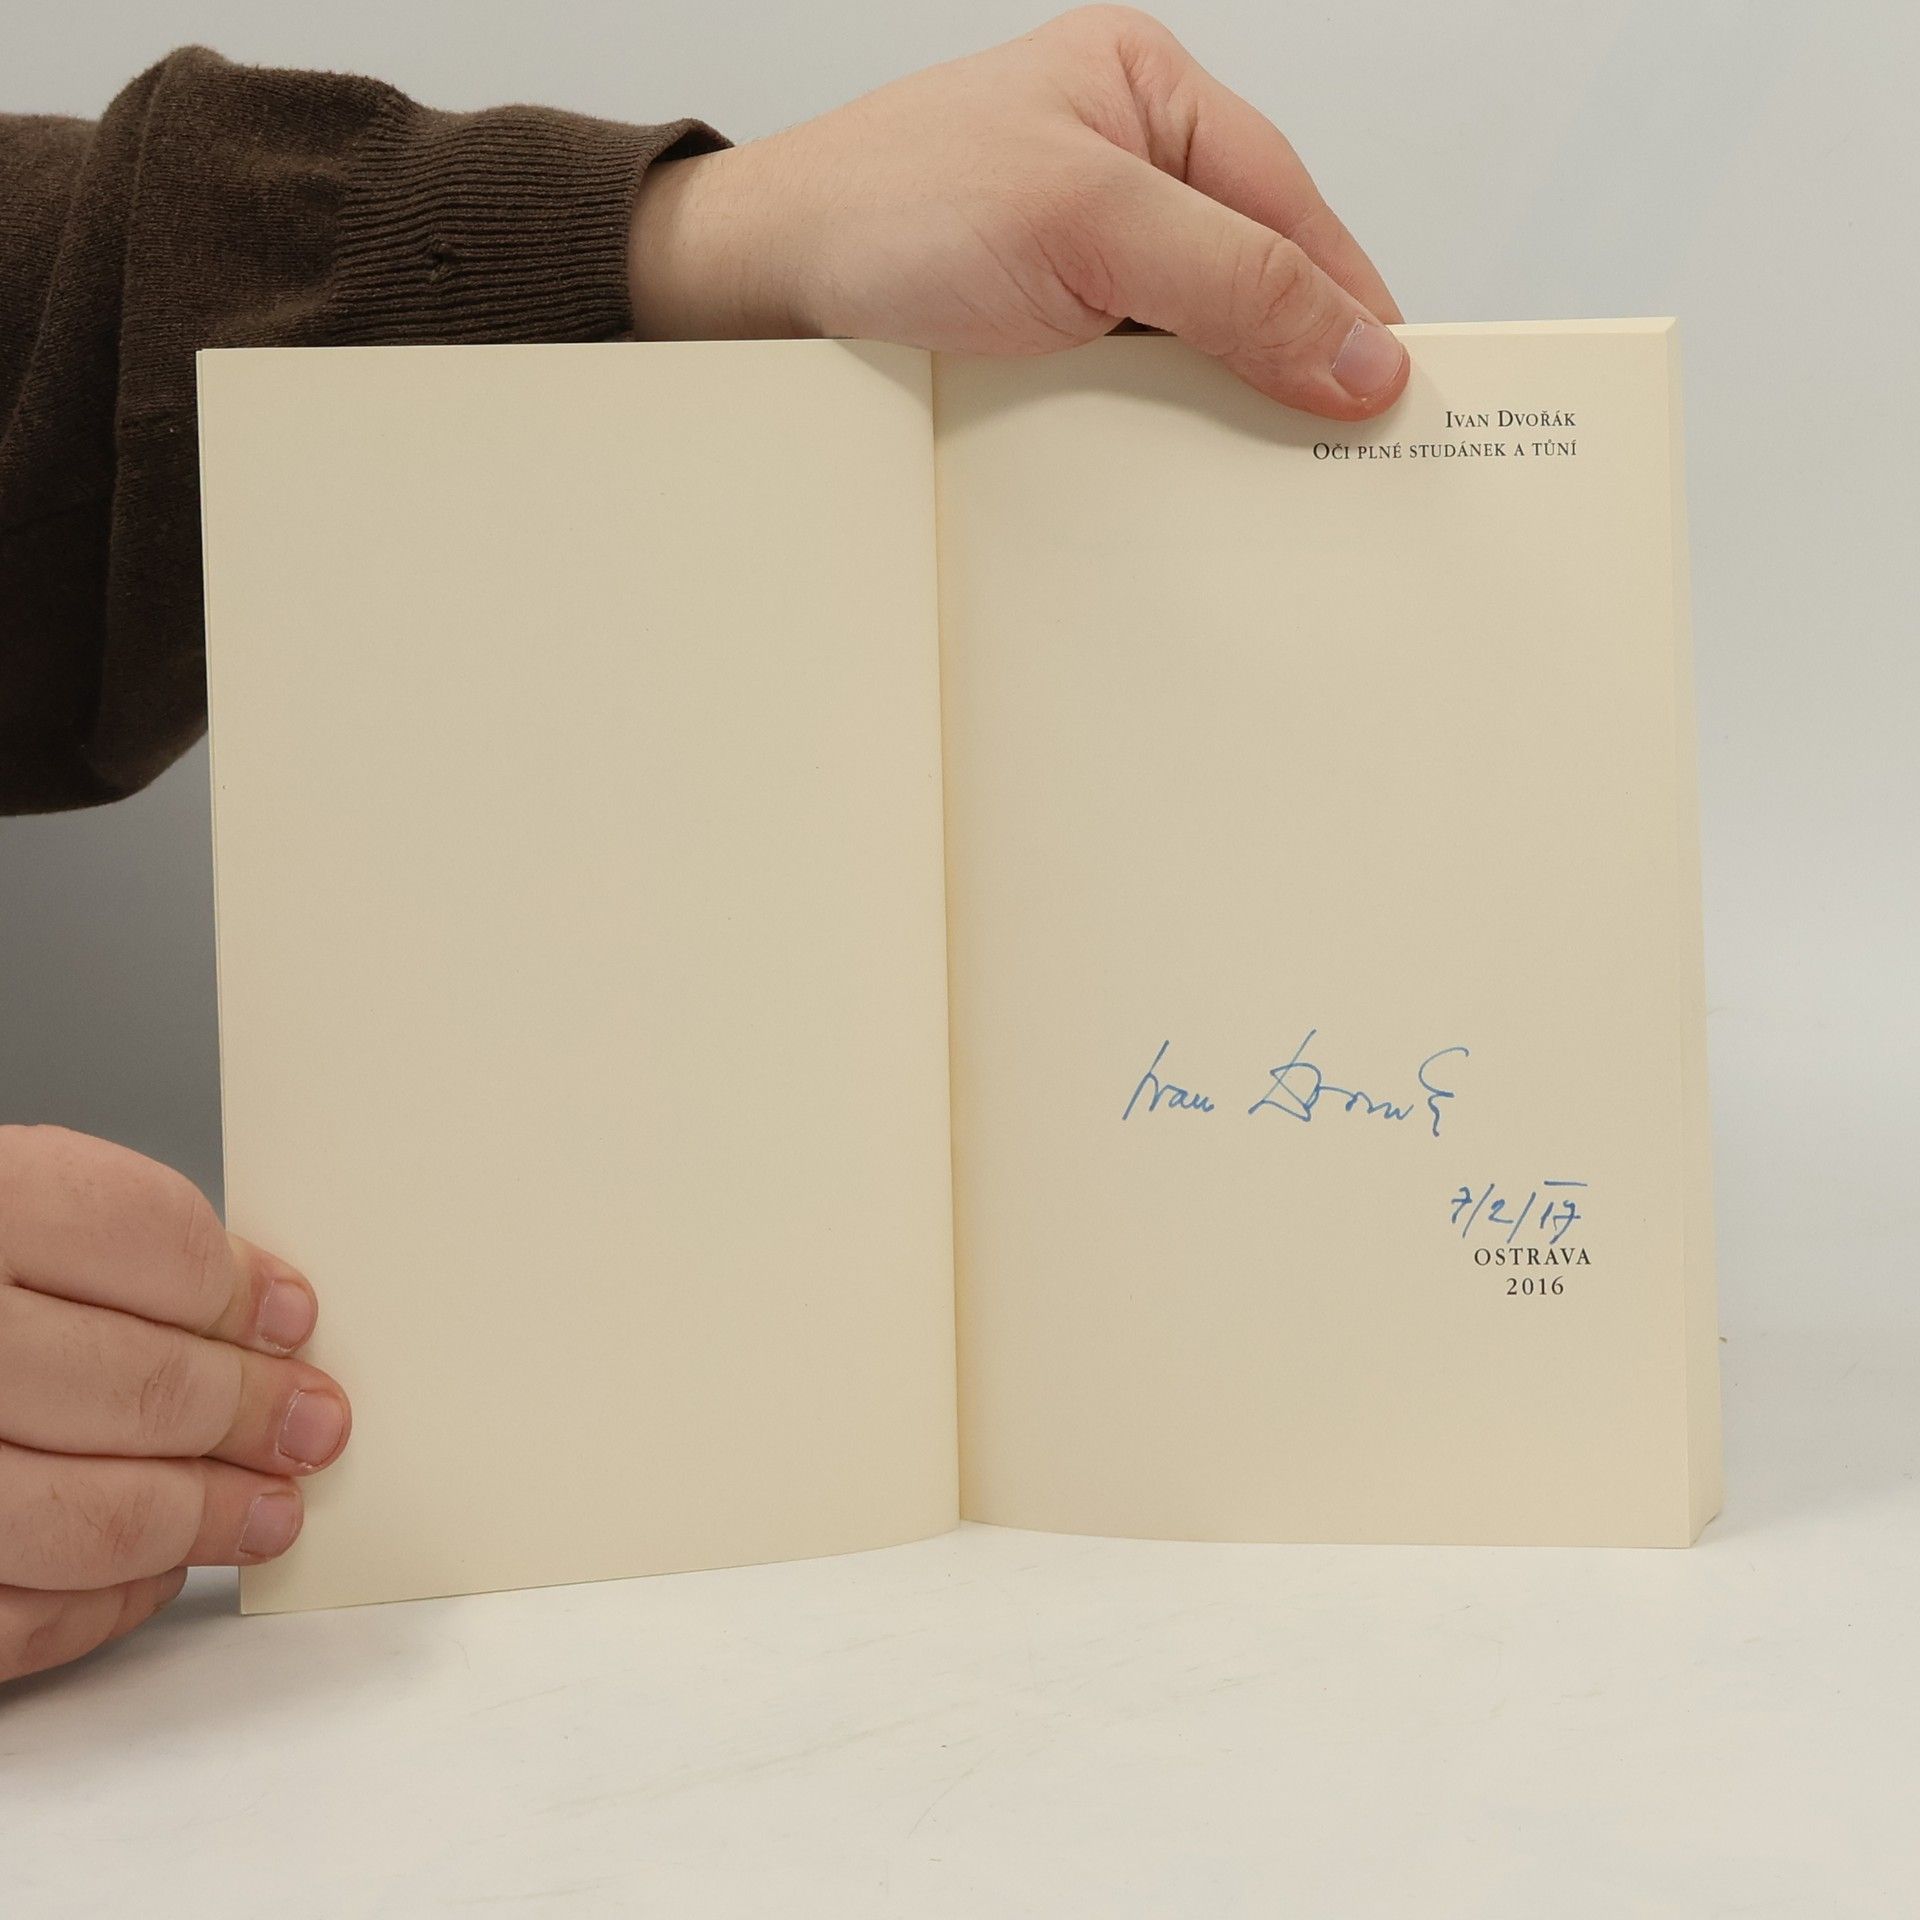 Ivan Dvořák
Oči plné studánek a tůní
Ivan Dvořák
7/2/17
OSTRAVA
2016